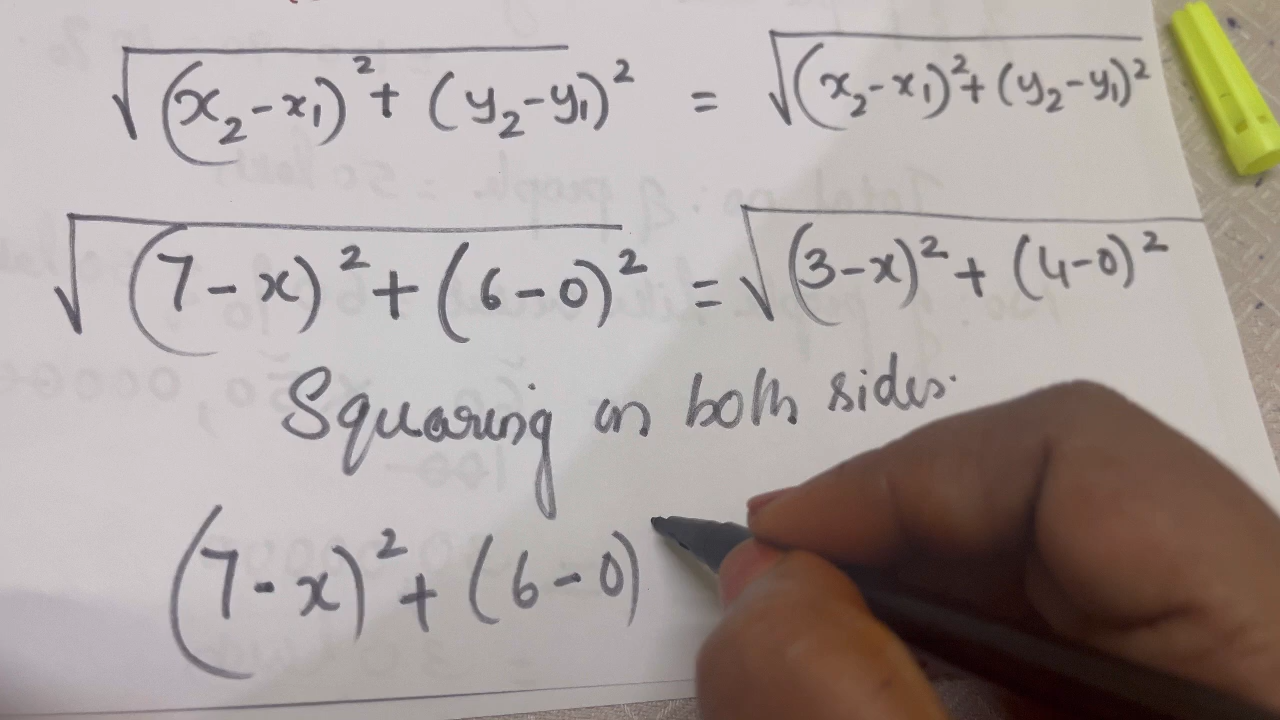 √(x₂-x₁)² + (y₂-y₁)² = √(x₂-x₁)² + (y₂-y₁)²
√(7-x)² + (6-0)² = √(3-x)² + (4-0)²
Squaring on both sides.
(7-x)² + (6-0)